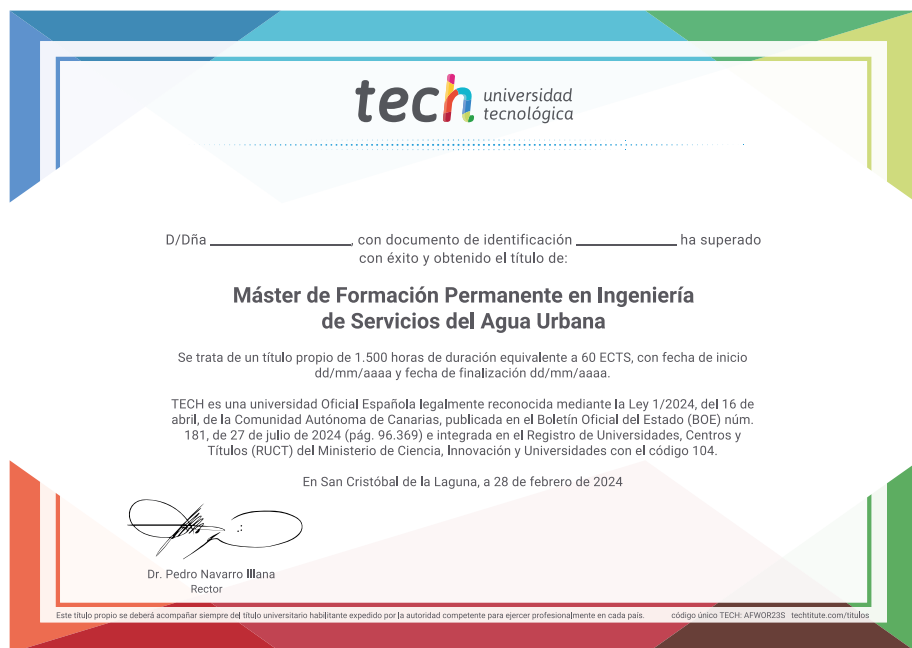 tech universidad
tecnológica
D/Dña ____________________, con documento de identificación ______________ ha superado
con éxito y obtenido el título de:
Máster de Formación Permanente en Ingeniería
de Servicios del Agua Urbana
Se trata de un título propio de 1.500 horas de duración equivalente a 60 ECTS, con fecha de inicio
dd/mm/aaaa y fecha de finalización dd/mm/aaaa.
TECH es una universidad Oficial Española legalmente reconocida mediante la Ley 1/2024, del 16 de
abril, de la Comunidad Autónoma de Canarias, publicada en el Boletín Oficial del Estado (BOE) núm.
181, de 27 de julio de 2024 (pág. 96.369) e integrada en el Registro de Universidades, Centros y
Títulos (RUCT) del Ministerio de Ciencia, Innovación y Universidades con el código 104.
En San Cristóbal de la Laguna, a 28 de febrero de 2024
Dr. Pedro Navarro Illana
Rector
Este título propio se deberá acompañar siempre del título universitario habilitante expedido por la autoridad competente para ejercer profesionalmente en cada país. código único TECH: AFWOR23S techtitute.com/titulos